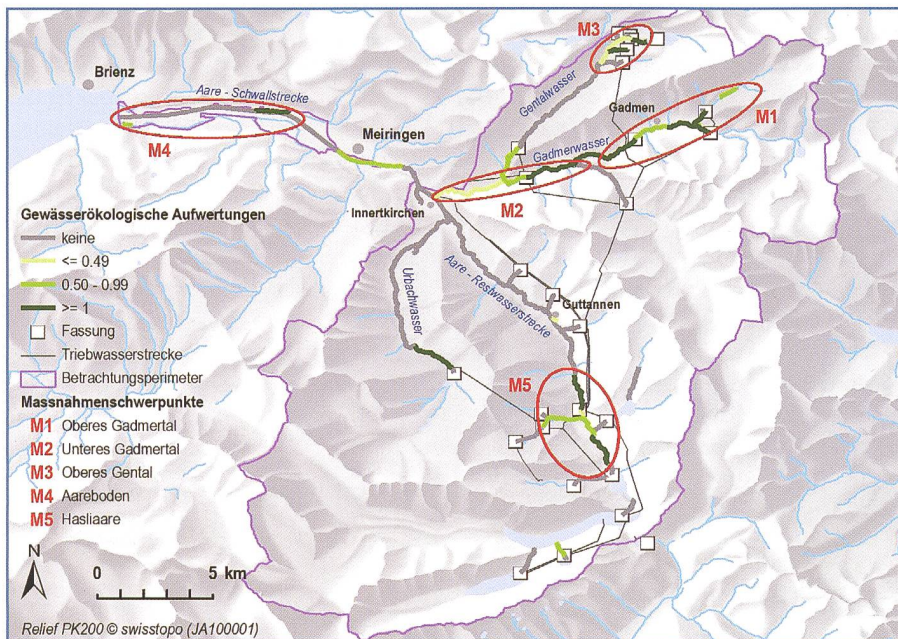 M3
Brienz
Aare - Schwallstrecke
Gentalwasser
Gadmen
M1
Meiringen
M4
Gadmerwasser
M2
Innertkirchen
Gewässerökologische Aufwertungen
keine
<= 0.49
0.50 - 0.99
>= 1
Fassung
Triebwasserstrecke
Betrachtungsperimeter
Urbachwasser
Aare - Restwasserstrecke
Guttannen
M5
Massnahmenschwerpunkte
M1 Oberes Gadmertal
M2 Unteres Gadmertal
M3 Oberes Gental
M4 Aareboden
M5 Hasliaare
N
0 5 km
Relief PK200 © swisstopo (JA100001)